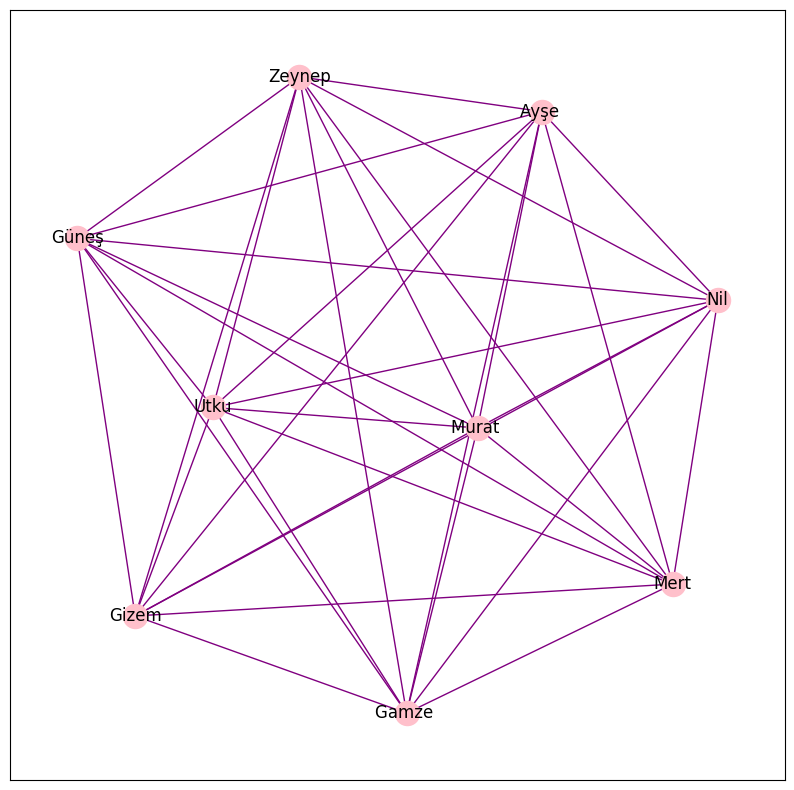 Zeynep
Ayşe
Güneş
Nil
Utku
Murat
Mert
Gizem
Gamze